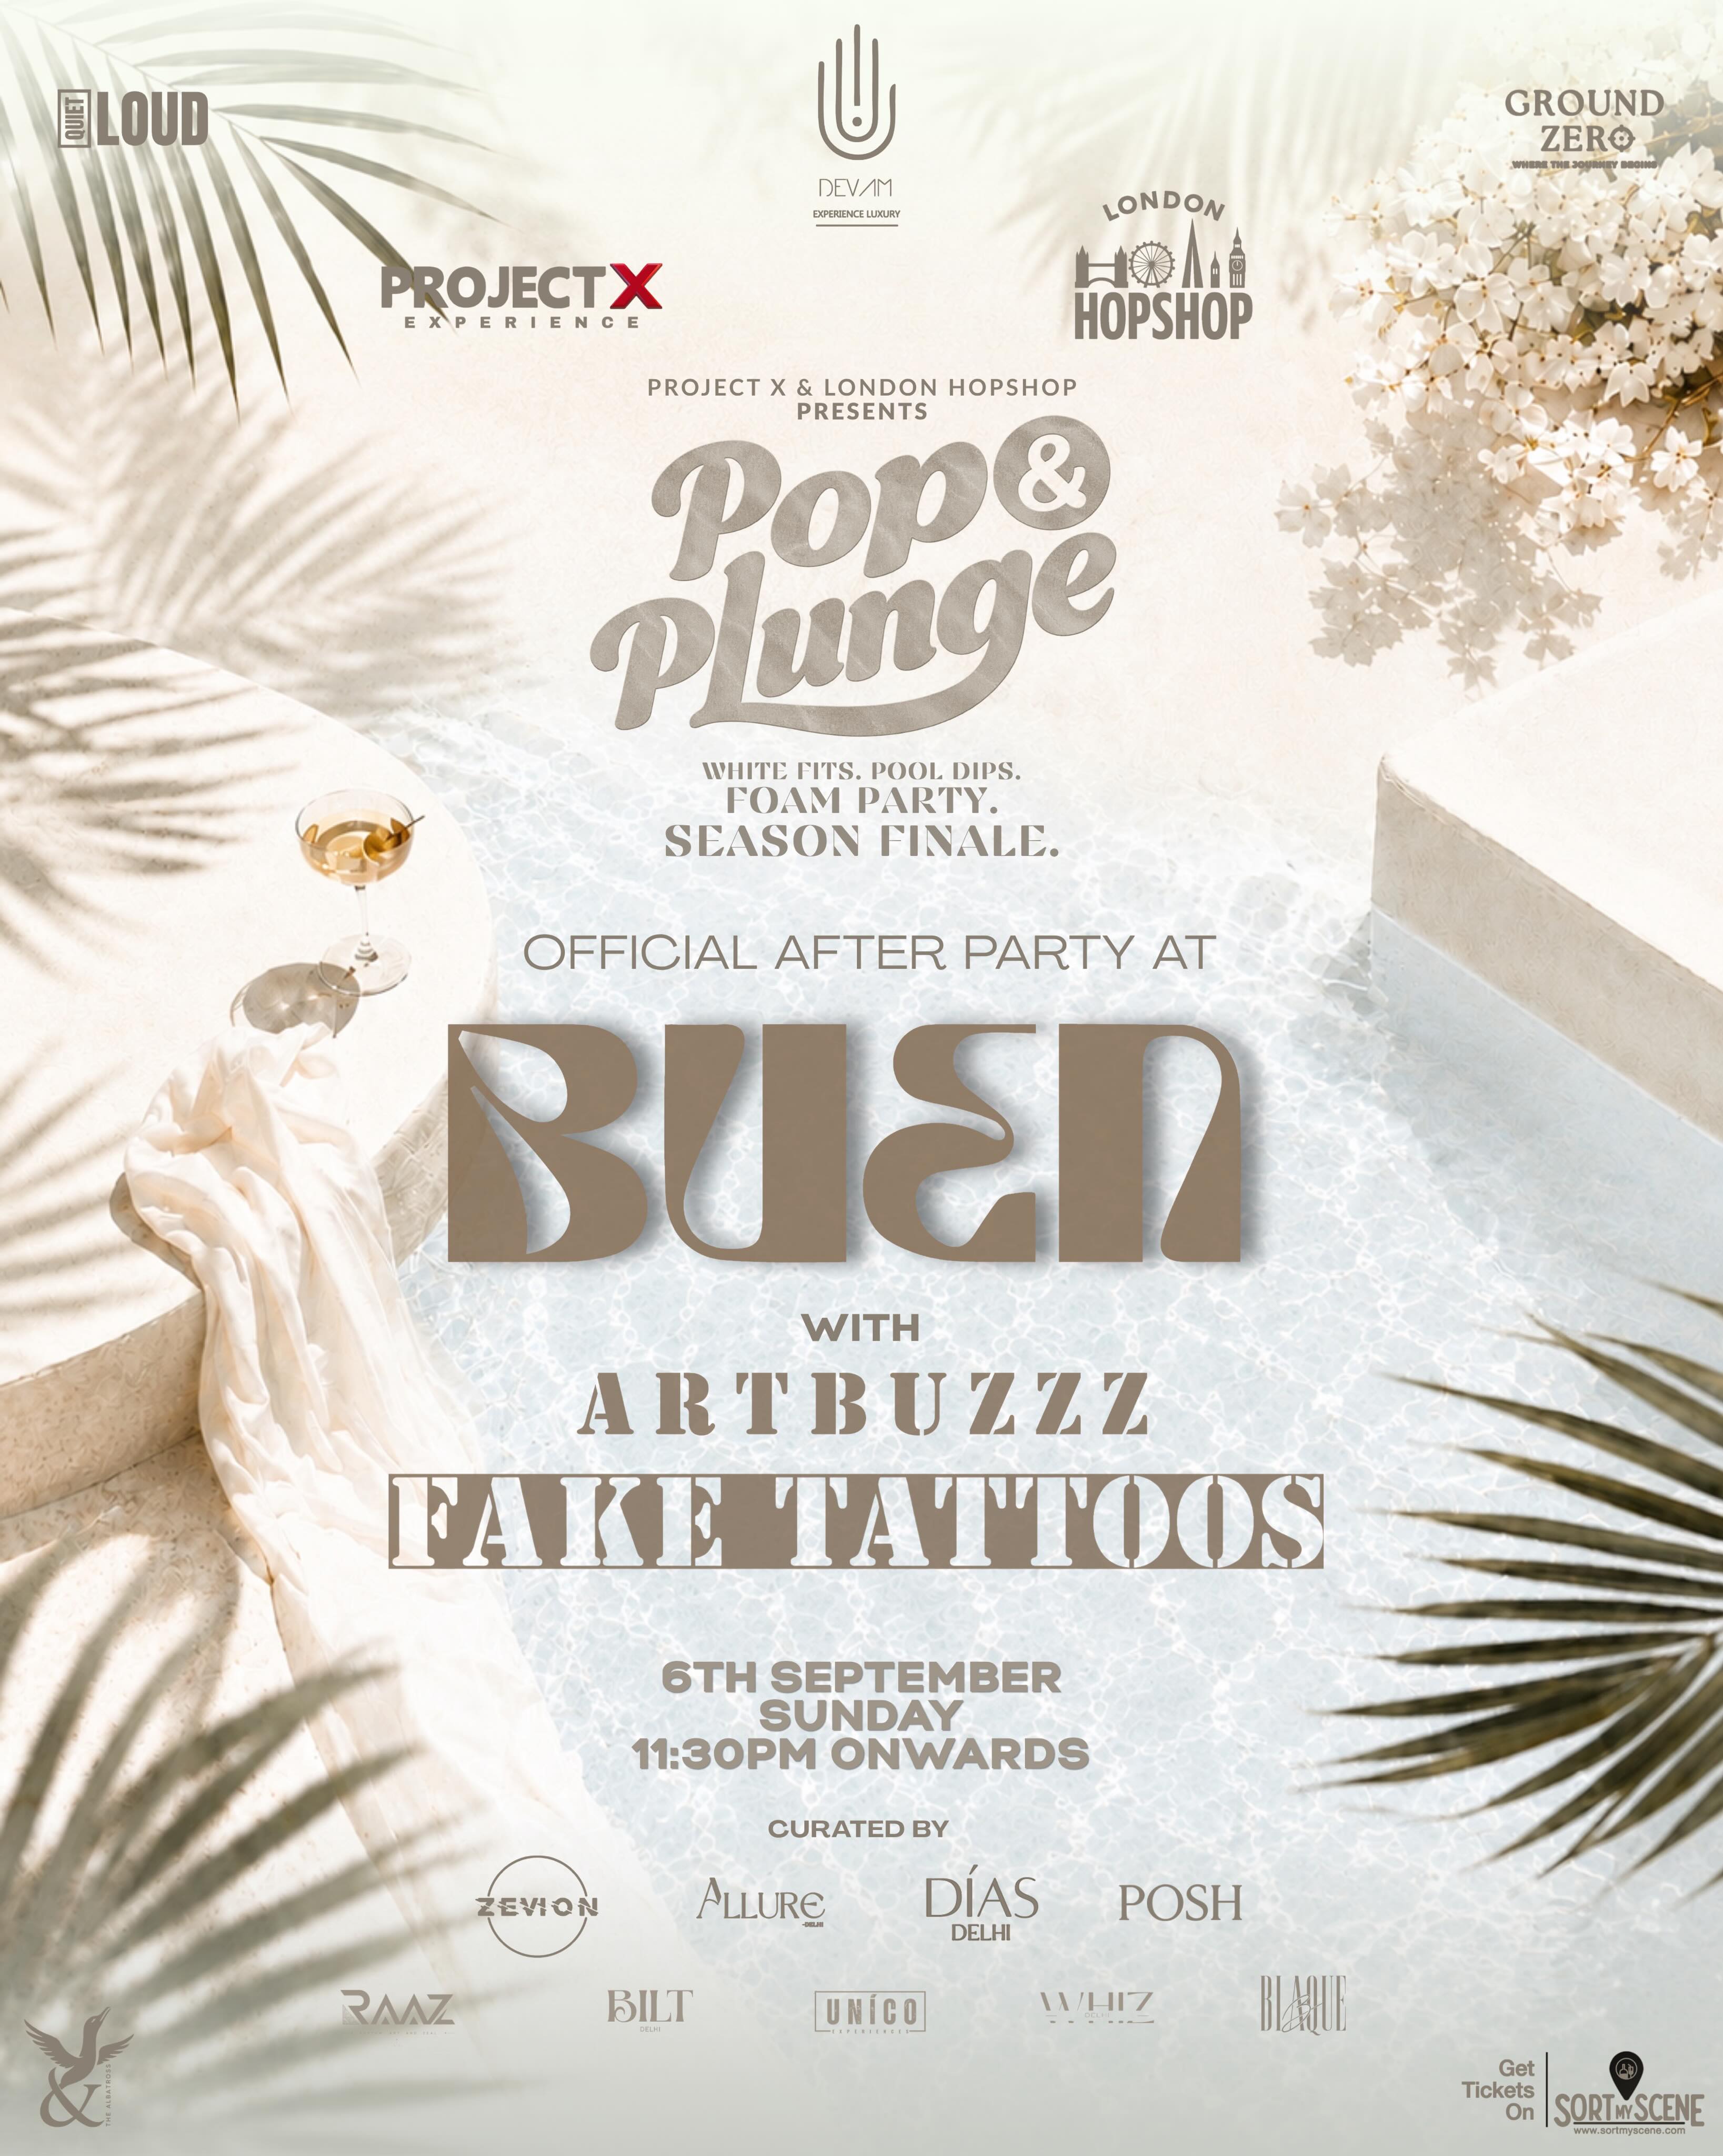 QUIET LOUD
DEVAM
EXPERIENCE LUXURY
GROUND
ZERO
WHERE THE JOURNEY BEGINS
PROJECT X
EXPERIENCE
LONDON
HOPSHOP
PROJECT X & LONDON HOPSHOP
PRESENTS
Pop &
Plunge
WHITE FITS. POOL DIPS.
FOAM PARTY.
SEASON FINALE.
OFFICIAL AFTER PARTY AT
BUEN
WITH
ARTBUZZZ
FAKE TATTOOS
6TH SEPTEMBER
SUNDAY
11:30PM ONWARDS
CURATED BY
ZEVION
ALLURE
-DELHI
DÍAS
DELHI
POSH
RAAZ
BILT
DELHI
UNÍCO
EXPERIENCES
WHIZ
BLAQUE
&
THE ALBATROSS
Get
Tickets
On
SORTMYSCENE
www.sortmyscene.com